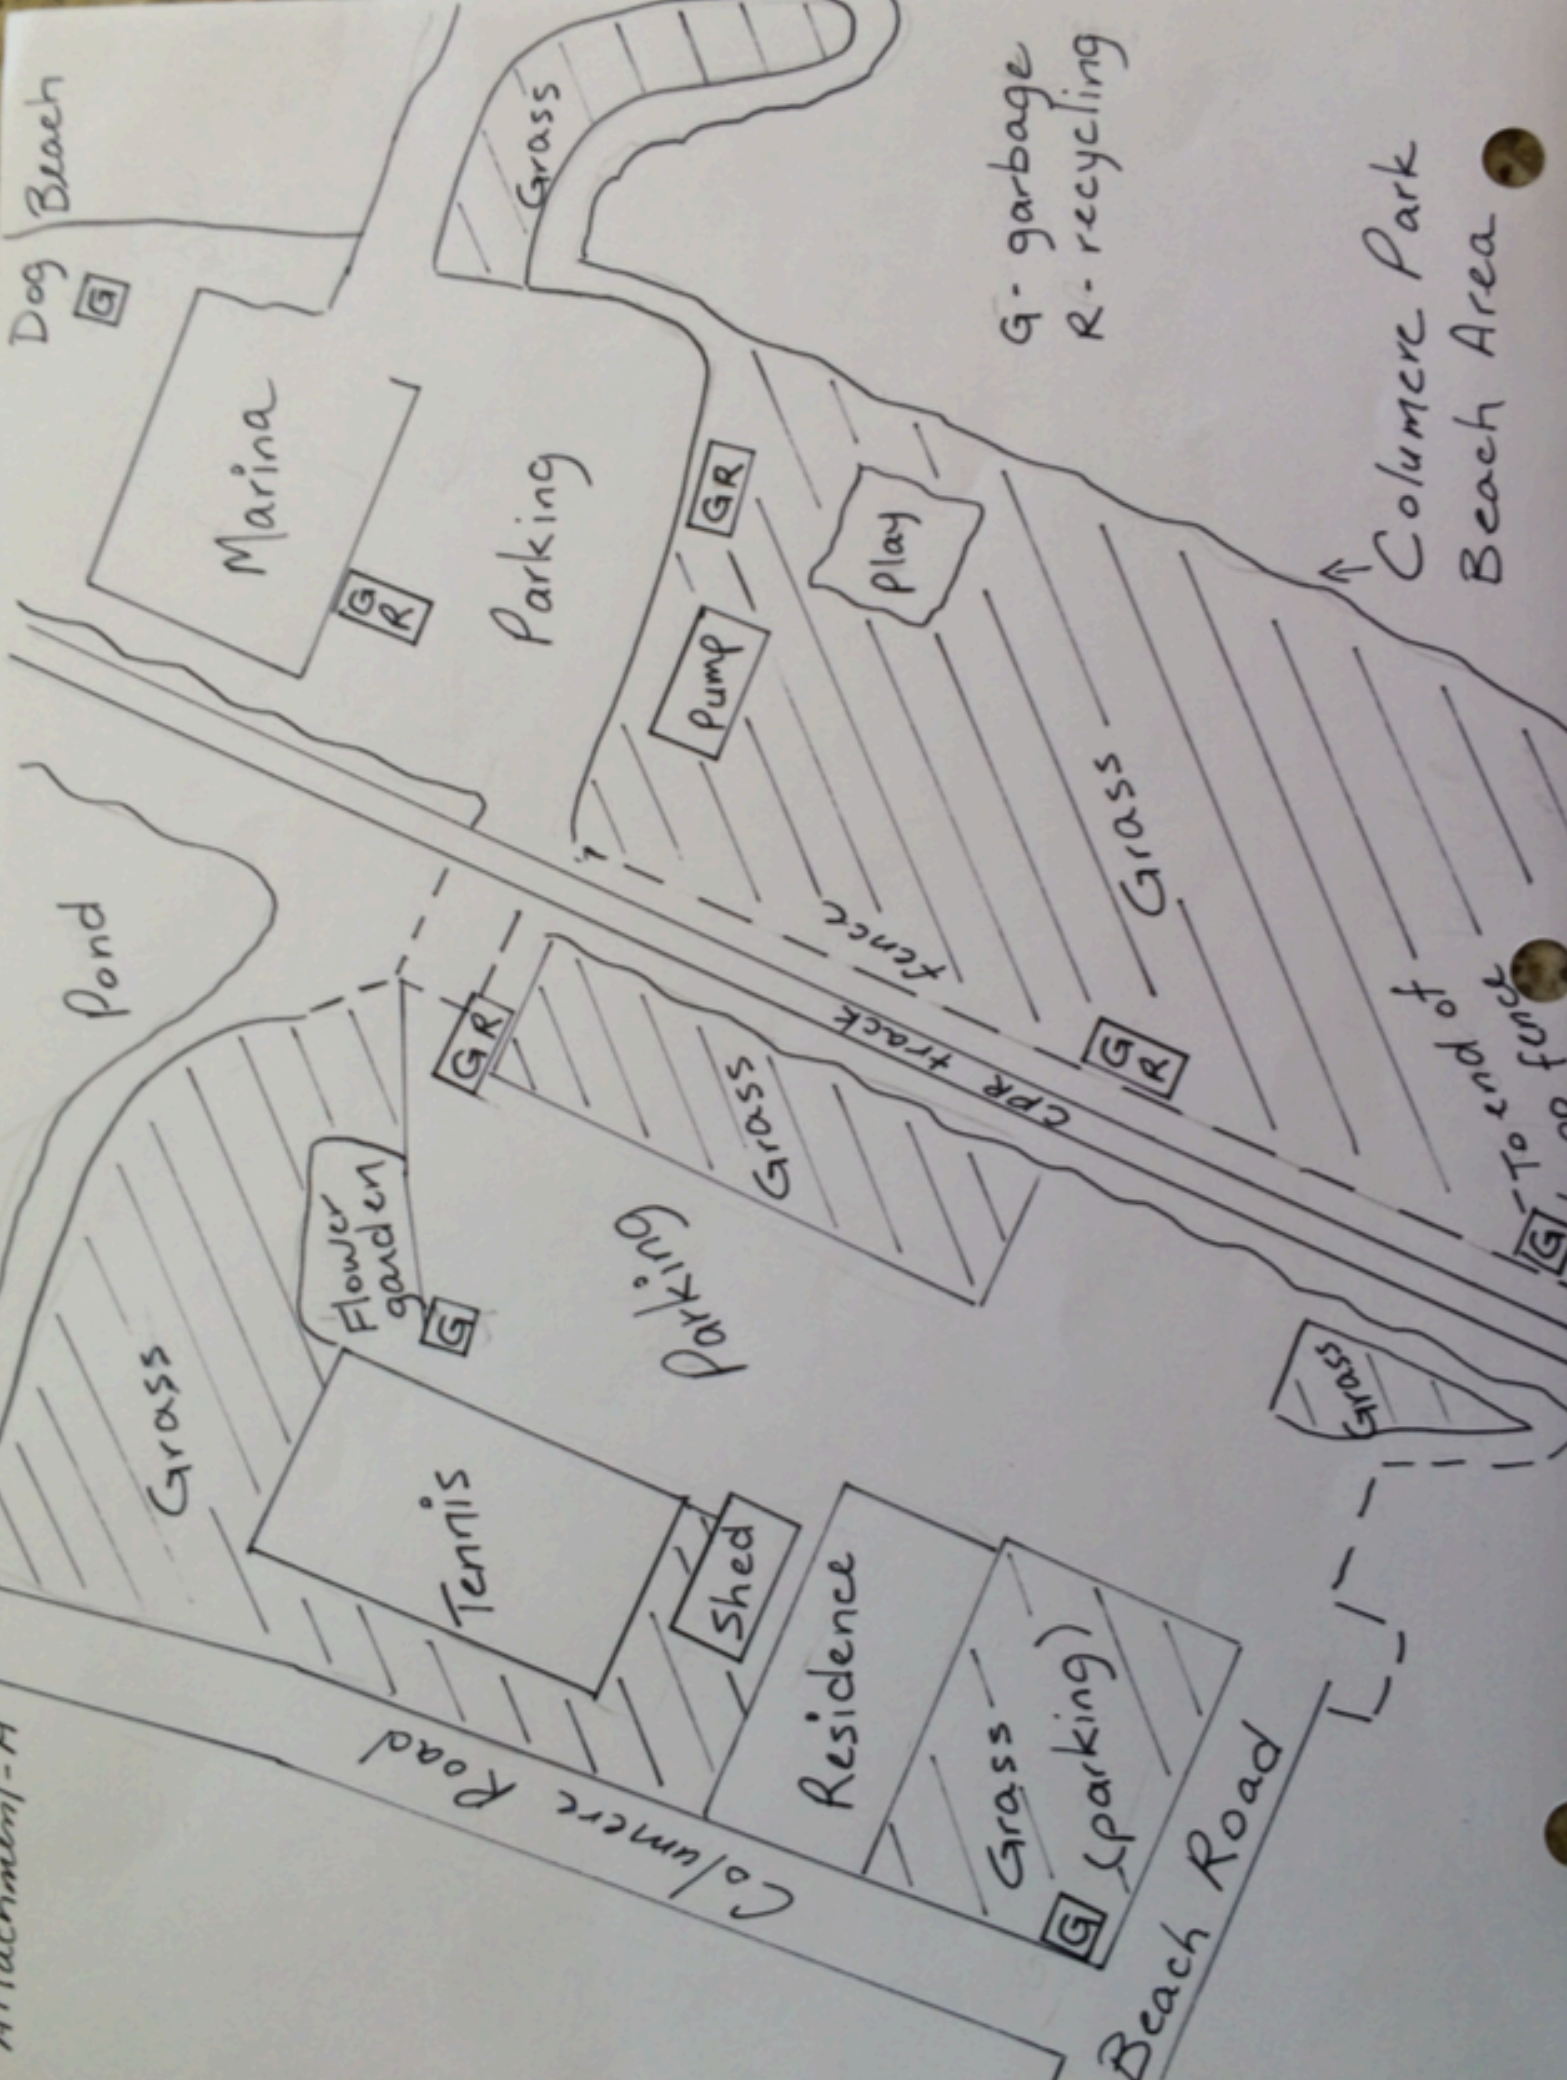 Attachment-A
Dog Beach
G
Marina
G
R
Parking
Grass
G - garbage
R - recycling
Pond
GR
Pump
Play
Grass
fence
CPR track
G
R
Grass
Flower
garden
GR
G
Parking
Grass
Tennis
Shed
Residence
Grass
(parking)
G
Columere Road
Beach Road
Grass
G
To end of
fence
↑
Columere Park
Beach Area